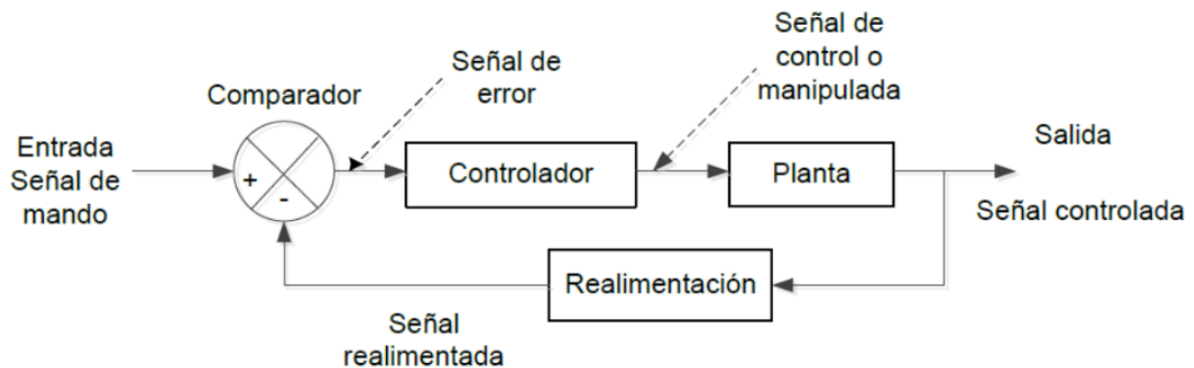 Señal de
control o
manipulada
Señal de
error
Comparador
Entrada
Señal de
mando
+
-
Controlador
Planta
Salida
Señal controlada
Realimentación
Señal
realimentada